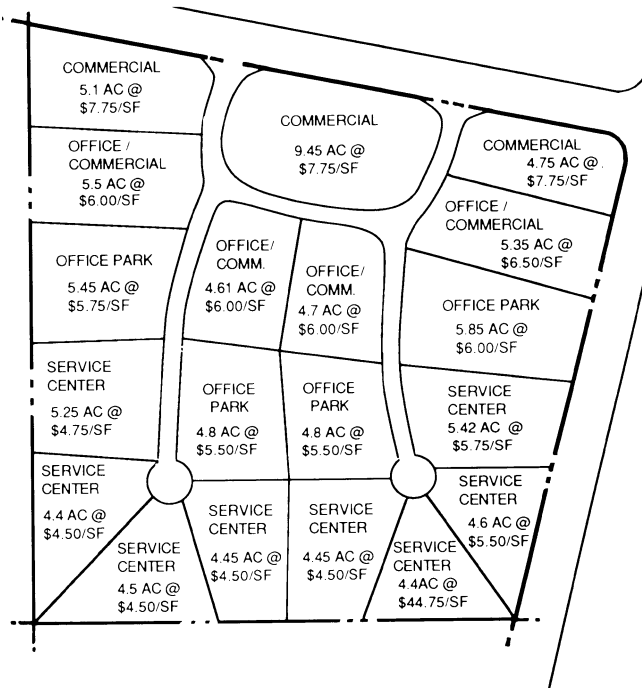 COMMERCIAL
5.1 AC @
$7.75/SF
COMMERCIAL
9.45 AC @
$7.75/SF
COMMERCIAL
4.75 AC @.
$7.75/SF
OFFICE /
COMMERCIAL
5.5 AC @
$6.00/SF
OFFICE /
COMMERCIAL
5.35 AC @
$6.50/SF
OFFICE PARK
5.45 AC @
$5.75/SF
OFFICE/
COMM.
4.61 AC @
$6.00/SF
OFFICE/
COMM.
4.7 AC @
$6.00/SF
OFFICE PARK
5.85 AC @
$6.00/SF
SERVICE
CENTER
5.25 AC @
$4.75/SF
OFFICE
PARK
4.8 AC @
$5.50/SF
OFFICE
PARK
4.8 AC @
$5.50/SF
SERVICE
CENTER
5.42 AC @
$5.75/SF
SERVICE
CENTER
4.4 AC @
$4.50/SF
SERVICE
CENTER
4.5 AC @
$4.50/SF
SERVICE
CENTER
4.45 AC @
$4.50/SF
SERVICE
CENTER
4.45 AC @
$4.50/SF
SERVICE
CENTER
4.4AC @
$44.75/SF
SERVICE
CENTER
4.6 AC @
$5.50/SF